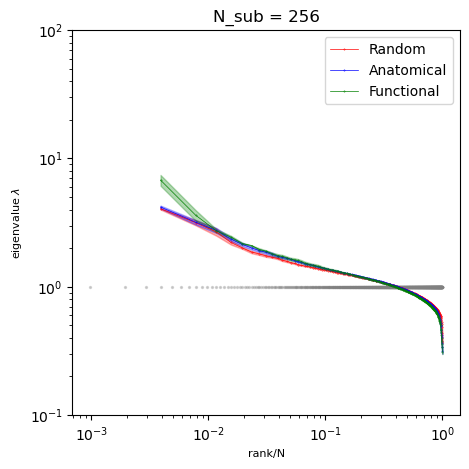 N_sub = 256
10²
10¹
10⁰
10⁻¹
eigenvalue λ
Random
Anatomical
Functional
10⁻³
10⁻²
10⁻¹
10⁰
rank/N